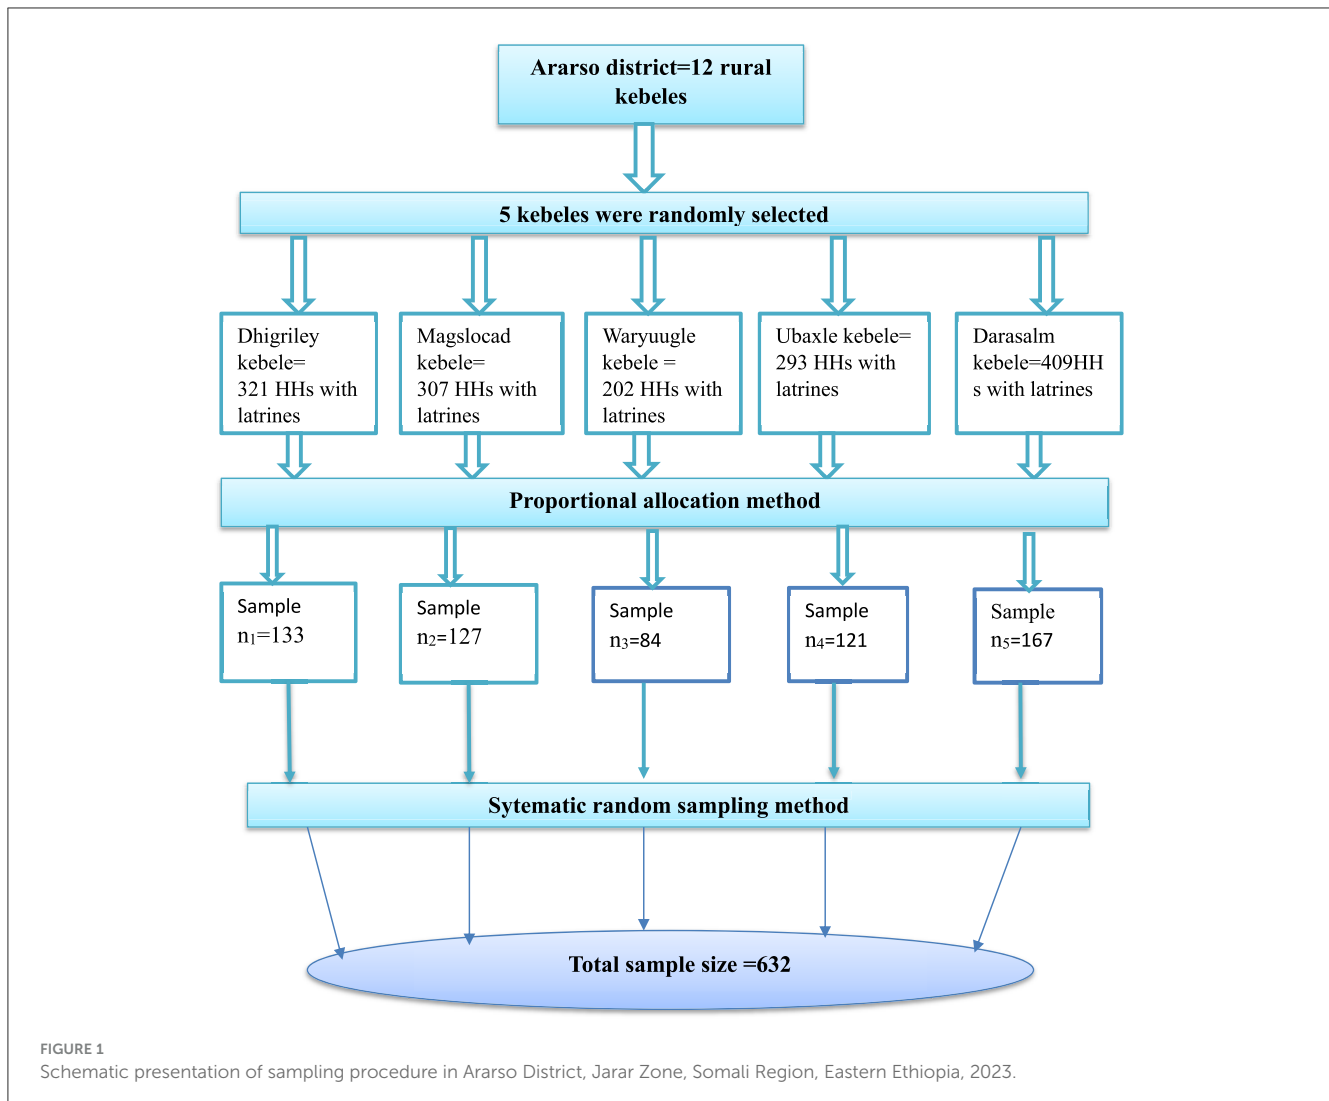 Ararso district=12 rural
kebeles
5 kebeles were randomly selected
Dhigriley
kebele=
321 HHs with
latrines
Magslocad
kebele=
307 HHs with
latrines
Waryuugle
kebele =
202 HHs with
latrines
Ubaxle kebele=
293 HHs with
latrines
Darasalm
kebele=409HH
s with latrines
Proportional allocation method
Sample
n₁=133
Sample
n₂=127
Sample
n₃=84
Sample
n₄=121
Sample
n₅=167
Sytematic random sampling method
Total sample size =632
FIGURE 1
Schematic presentation of sampling procedure in Ararso District, Jarar Zone, Somali Region, Eastern Ethiopia, 2023.